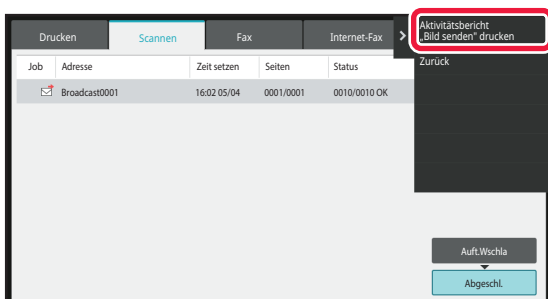 Drucken Scannen Fax Internet-Fax
Aktivitätsbericht
„Bild senden” drucken
Zurück
Job Adresse Zeit setzen Seiten Status
Broadcast0001 16:02 05/04 0001/0001 0010/0010 OK
Auft.Wschla
Abgeschl.